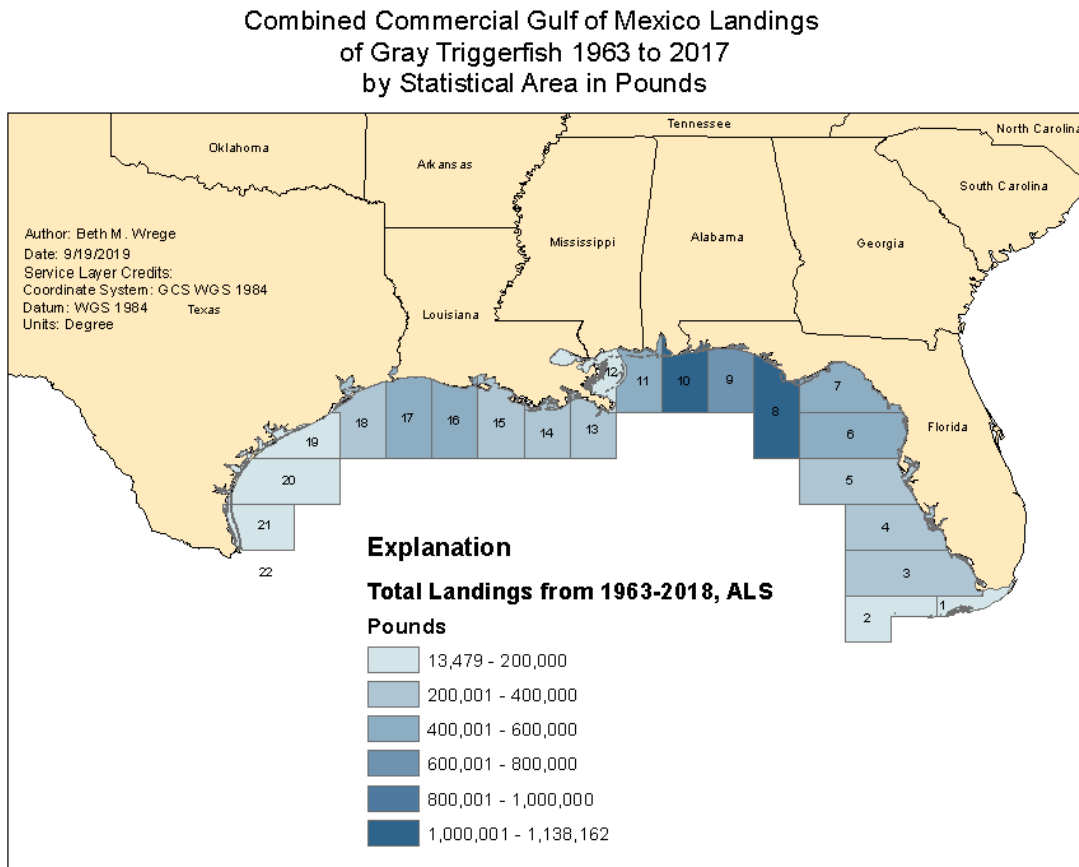 Combined Commercial Gulf of Mexico Landings
of Gray Triggerfish 1963 to 2017
by Statistical Area in Pounds
Tennessee
North Carolina
Oklahoma
Arkansas
South Carolina
Mississippi
Alabama
Georgia
Author: Beth M. Wrege
Date: 9/19/2019
Service Layer Credits:
Coordinate System: GCS WGS 1984
Datum: WGS 1984
Texas
Units: Degree
Louisiana
Florida
12
11
10
9
8
7
6
5
4
3
2
1
19
18
17
16
15
14
13
20
21
22
Explanation
Total Landings from 1963-2018, ALS
Pounds
13,479 - 200,000
200,001 - 400,000
400,001 - 600,000
600,001 - 800,000
800,001 - 1,000,000
1,000,001 - 1,138,162